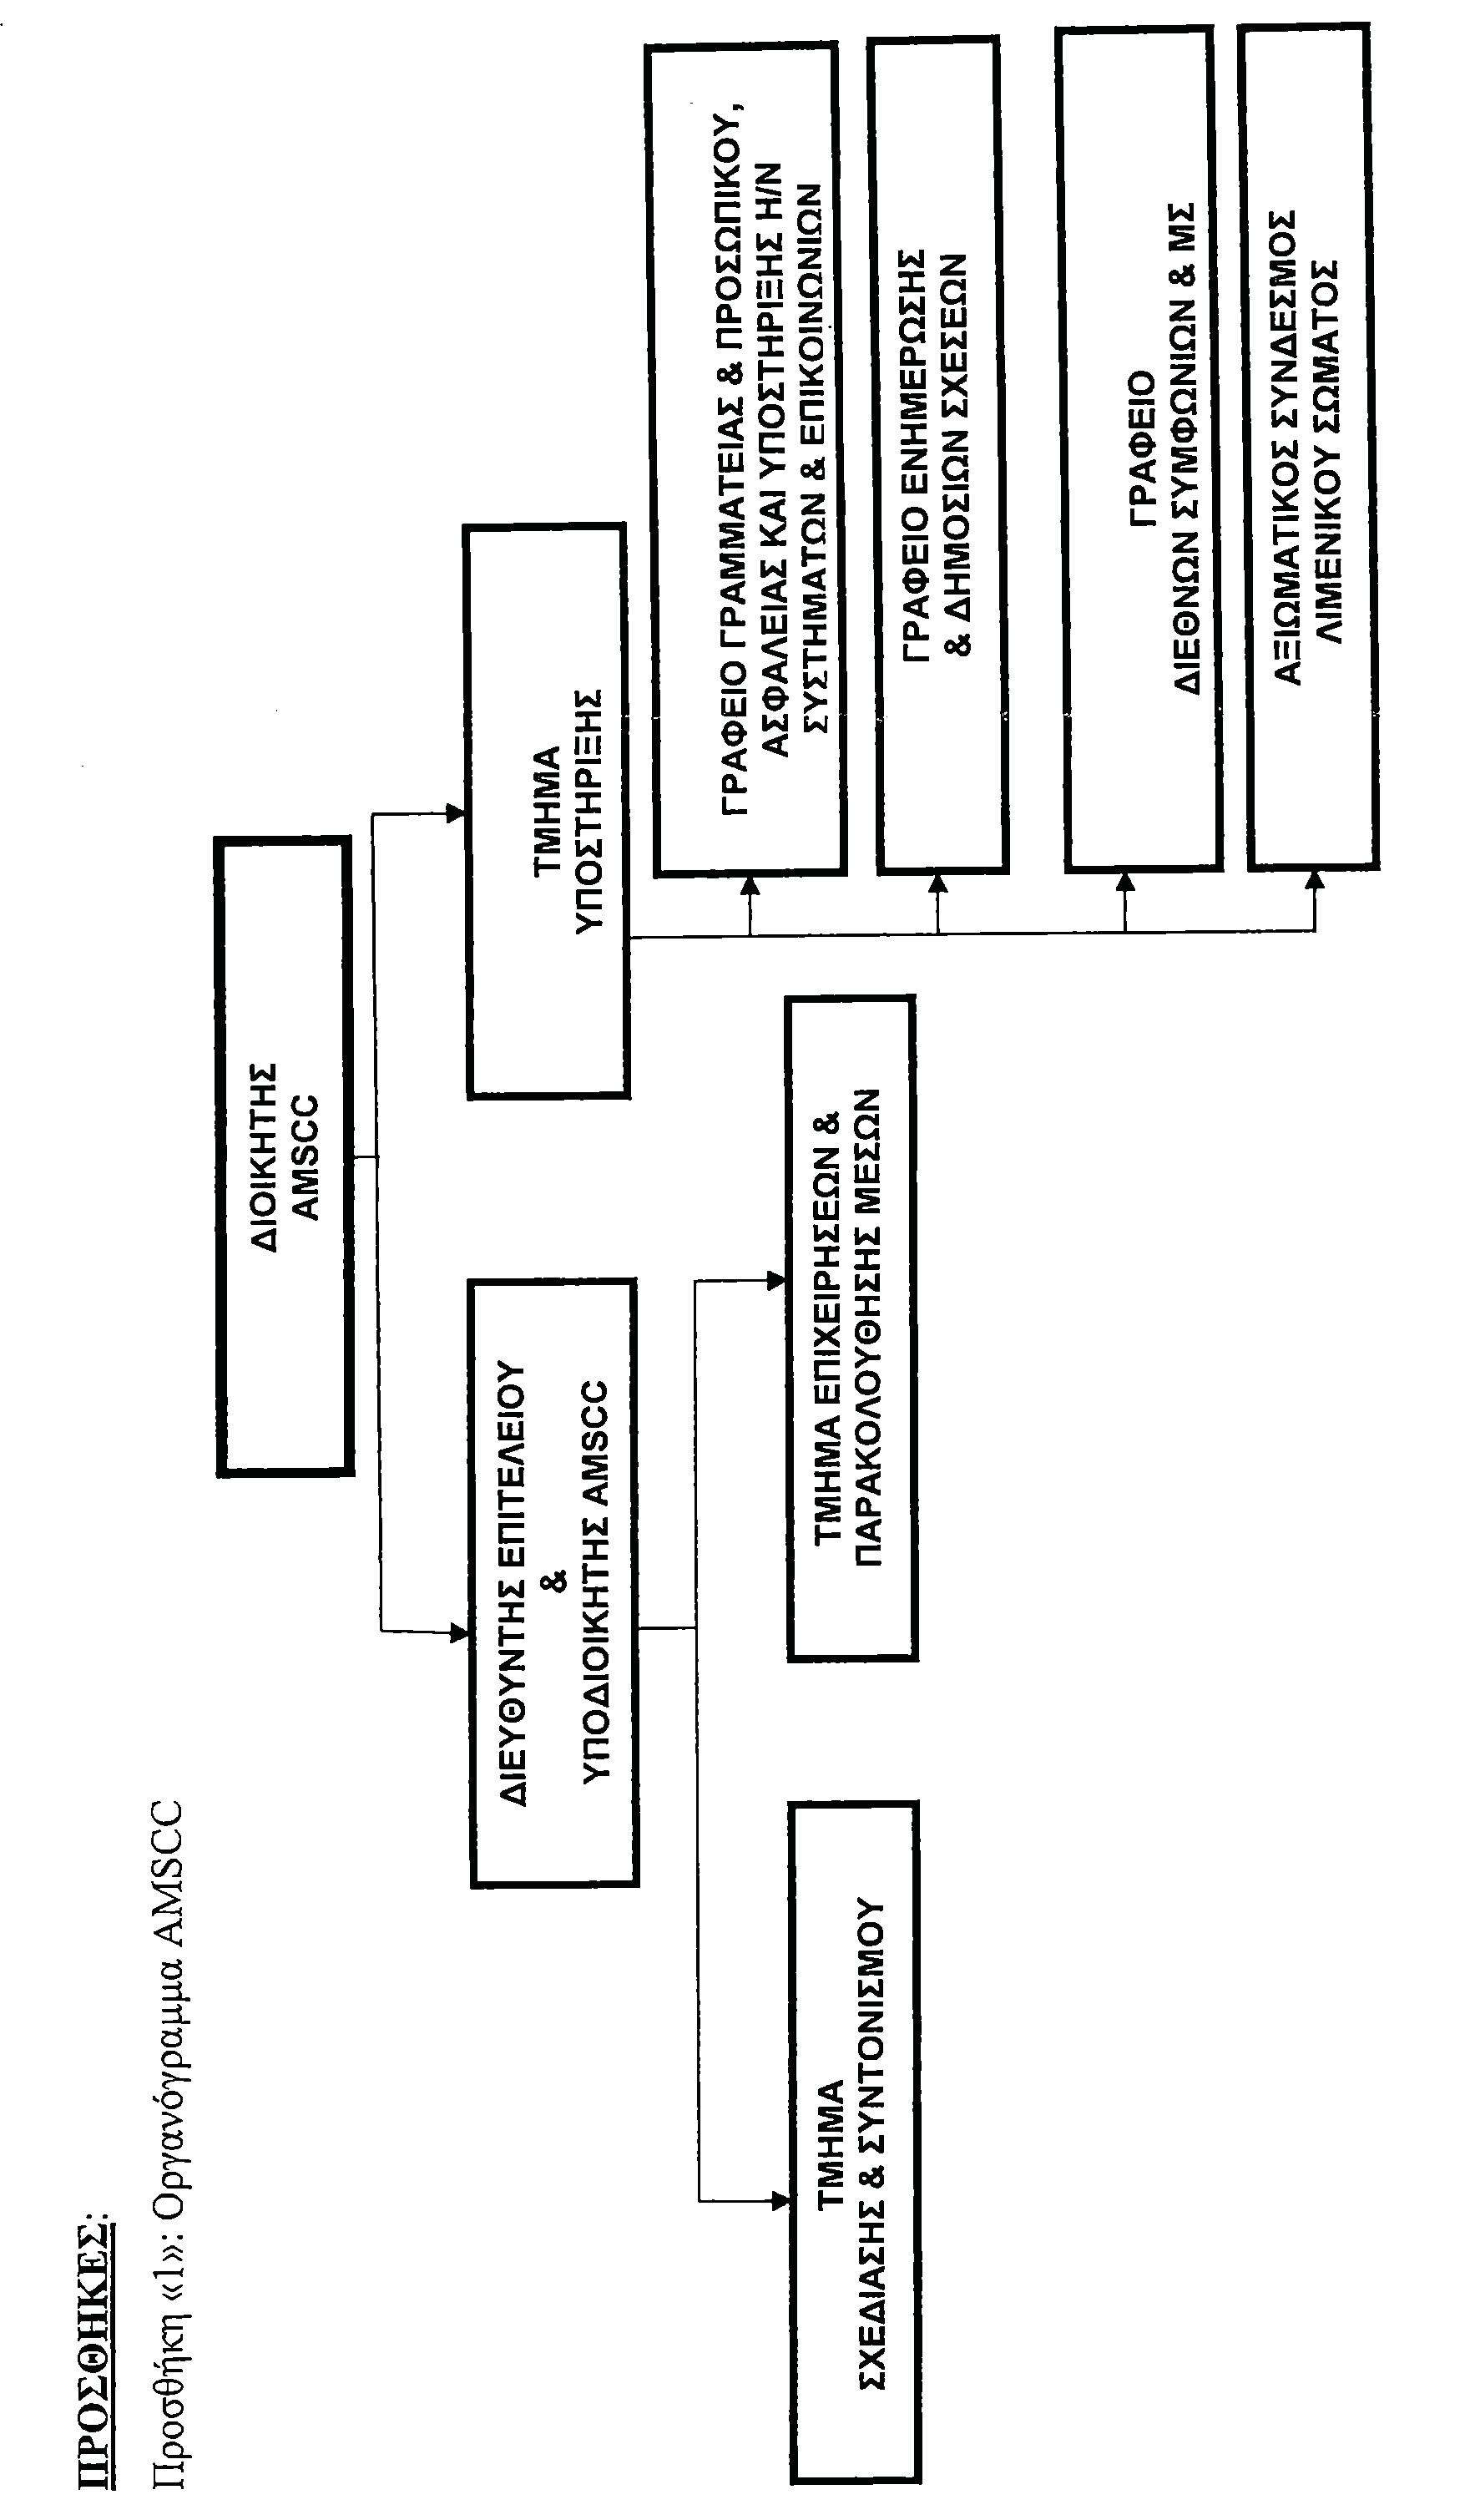 ΠΡΟΣΘΗΚΕΣ:
Προσθήκη «1»: Οργανόγραμμα AMSCC
ΔΙΟΙΚΗΤΗΣ
AMSCC
ΔΙΕΥΘΥΝΤΗΣ ΕΠΙΤΕΛΕΙΟΥ
&
ΥΠΟΔΙΟΙΚΗΤΗΣ AMSCC
ΤΜΗΜΑ
ΥΠΟΣΤΗΡΙΞΗΣ
ΤΜΗΜΑ
ΣΧΕΔΙΑΣΗΣ & ΣΥΝΤΟΝΙΣΜΟΥ
ΤΜΗΜΑ ΕΠΙΧΕΙΡΗΣΕΩΝ &
ΠΑΡΑΚΟΛΟΥΘΗΣΗΣ ΜΕΣΩΝ
ΓΡΑΦΕΙΟ ΓΡΑΜΜΑΤΕΙΑΣ & ΠΡΟΣΩΠΙΚΟΥ,
ΑΣΦΑΛΕΙΑΣ ΚΑΙ ΥΠΟΣΤΗΡΙΞΗΣ Η/Ν
ΣΥΣΤΗΜΑΤΩΝ & ΕΠΙΚΟΙΝΩΝΙΩΝ
ΓΡΑΦΕΙΟ ΕΝΗΜΕΡΩΣΗΣ
& ΔΗΜΟΣΙΩΝ ΣΧΕΣΕΩΝ
ΓΡΑΦΕΙΟ
ΔΙΕΘΝΩΝ ΣΥΜΦΩΝΙΩΝ & ΜΣ
ΑΞΙΩΜΑΤΙΚΟΣ ΣΥΝΔΕΣΜΟΣ
ΛΙΜΕΝΙΚΟΥ ΣΩΜΑΤΟΣ